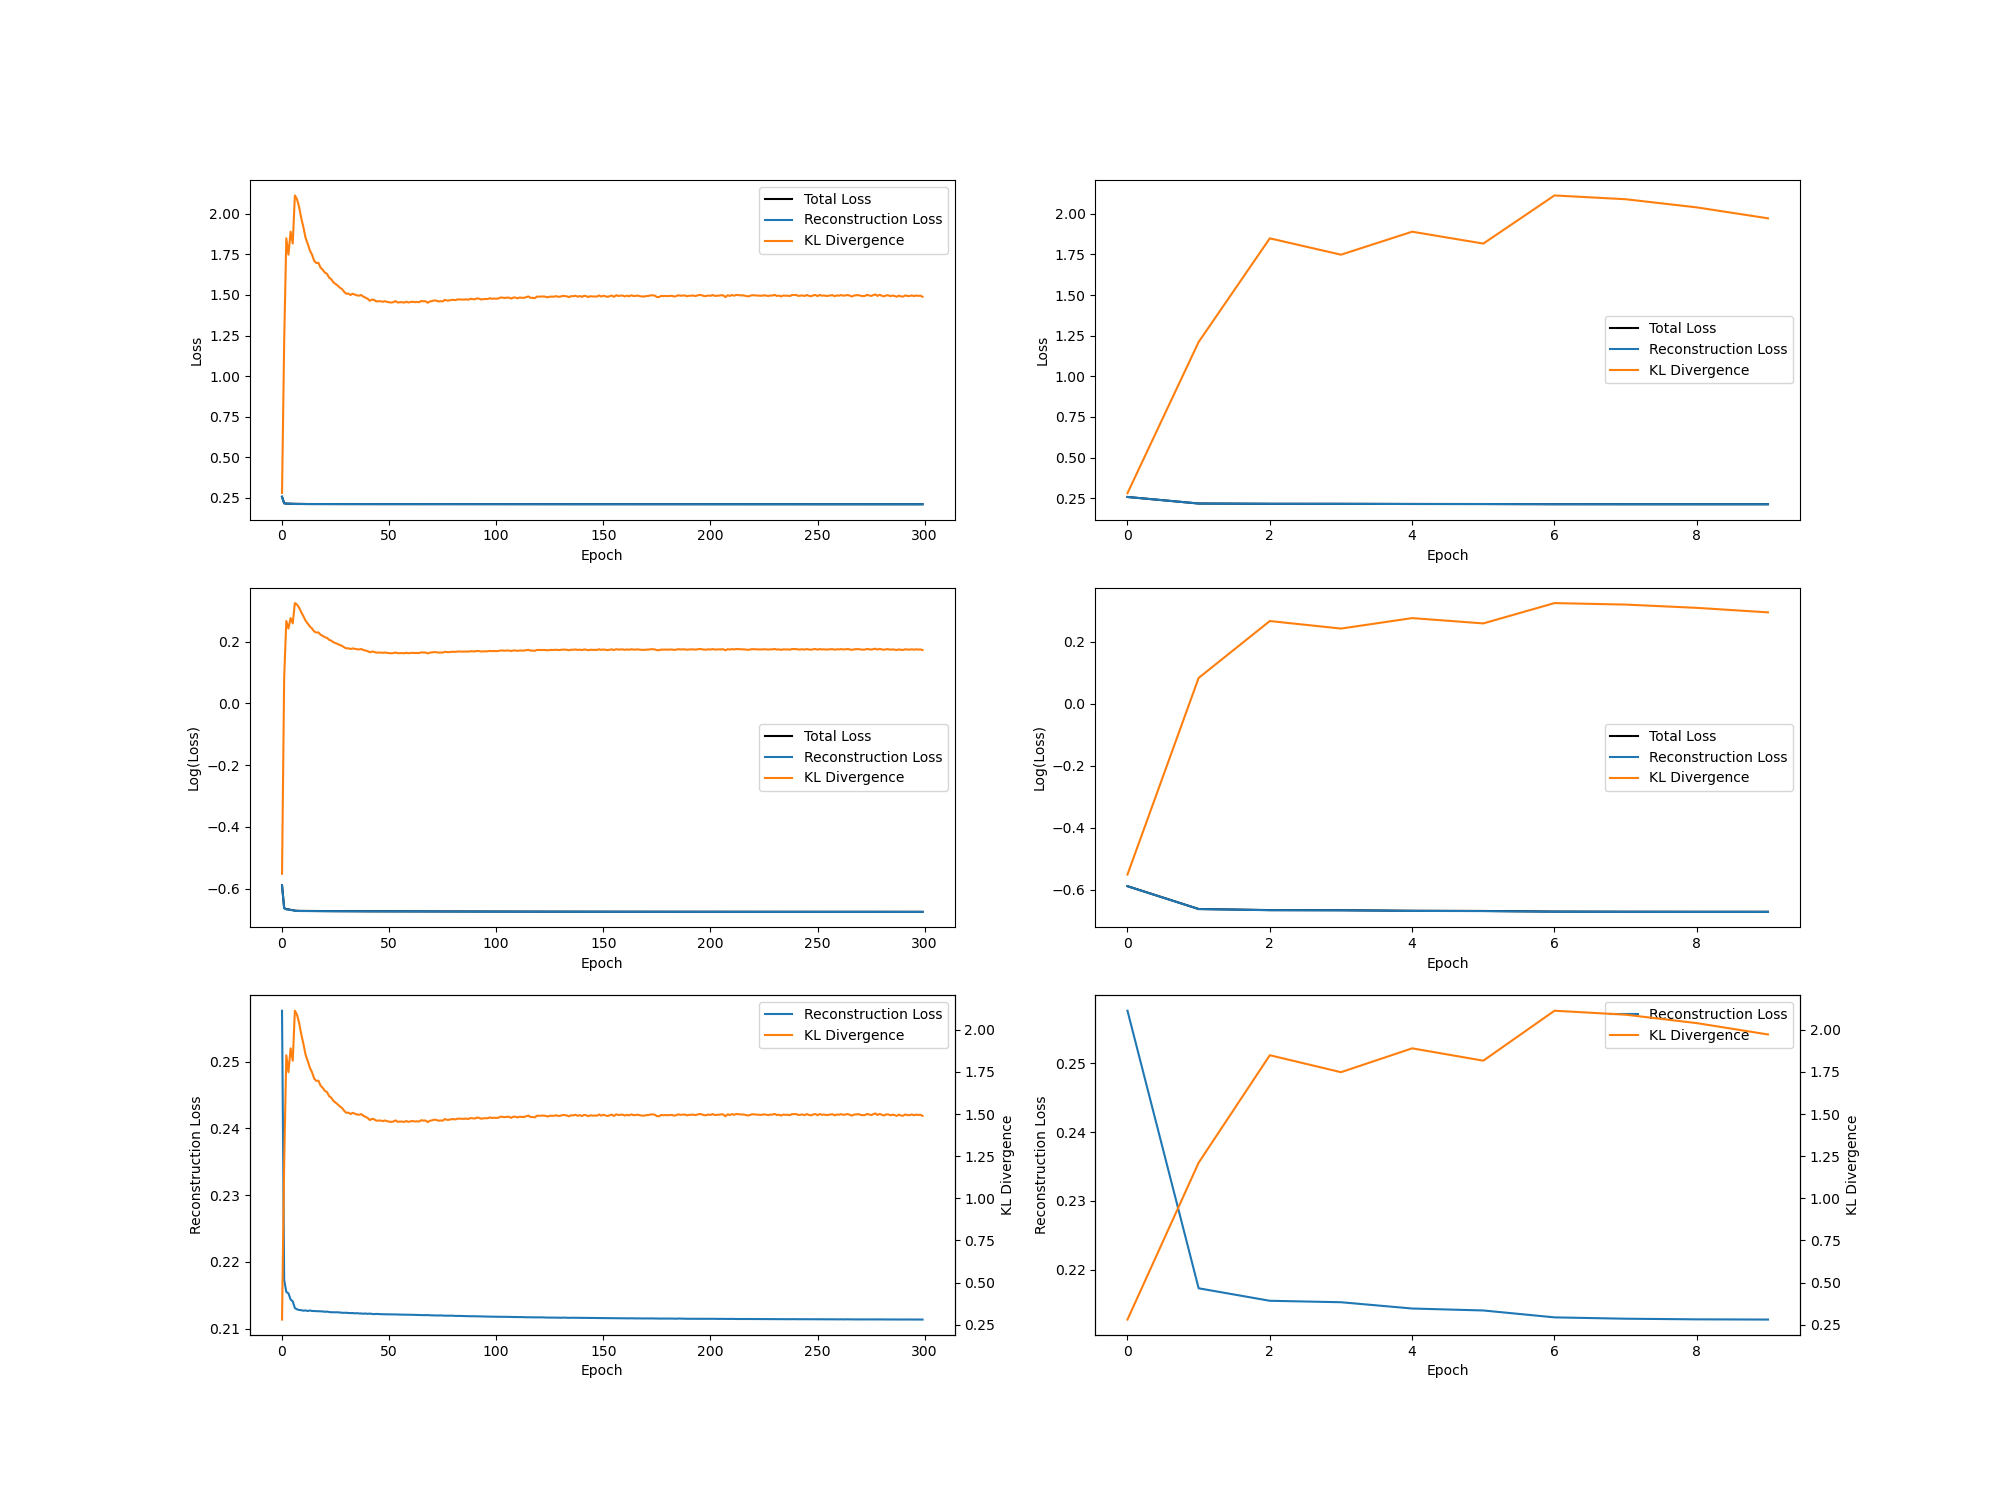 2.00
1.75
1.50
1.25
1.00
0.75
0.50
0.25
Loss
0
50
100
150
200
250
300
Epoch
Total Loss
Reconstruction Loss
KL Divergence
2.00
1.75
1.50
1.25
1.00
0.75
0.50
0.25
Loss
0
2
4
6
8
Epoch
Total Loss
Reconstruction Loss
KL Divergence
0.2
0.0
−0.2
−0.4
−0.6
Log(Loss)
0
50
100
150
200
250
300
Epoch
Total Loss
Reconstruction Loss
KL Divergence
0.2
0.0
−0.2
−0.4
−0.6
Log(Loss)
0
2
4
6
8
Epoch
Total Loss
Reconstruction Loss
KL Divergence
0.25
0.24
0.23
0.22
0.21
Reconstruction Loss
0
50
100
150
200
250
300
Epoch
Reconstruction Loss
KL Divergence
2.00
1.75
1.50
1.25
1.00
0.75
0.50
0.25
KL Divergence
0.25
0.24
0.23
0.22
Reconstruction Loss
0
2
4
6
8
Epoch
Reconstruction Loss
KL Divergence
2.00
1.75
1.50
1.25
1.00
0.75
0.50
0.25
KL Divergence